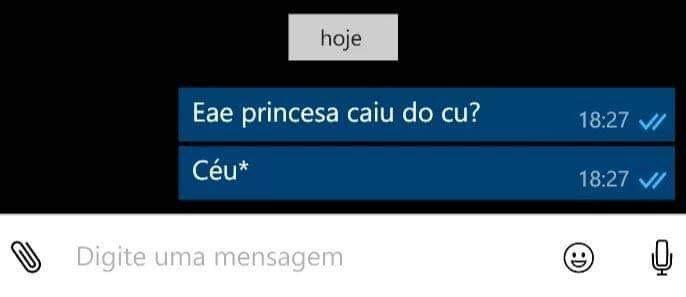 hoje
Eae princesa caiu do cu?
18:27
Céu*
18:27
Digite uma mensagem